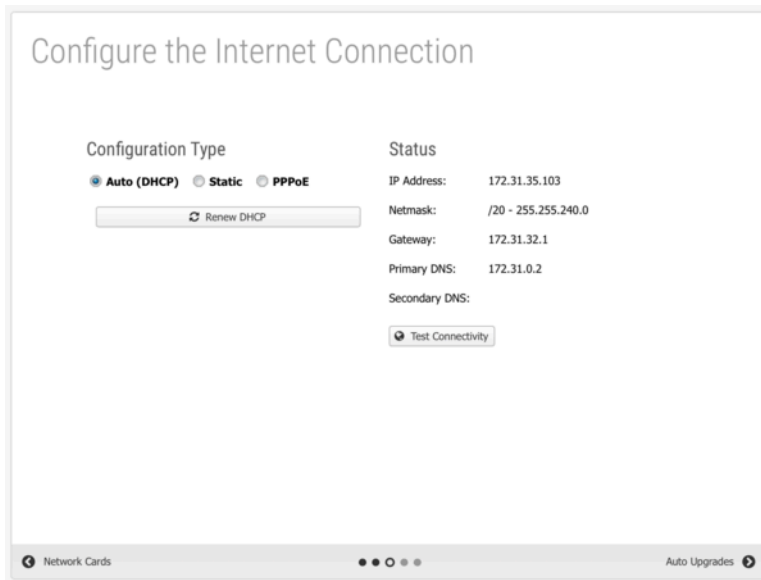 Configure the Internet Connection
Configuration Type
Auto (DHCP) Static PPPoE
Renew DHCP
Status
IP Address: 172.31.35.103
Netmask: /20 - 255.255.240.0
Gateway: 172.31.32.1
Primary DNS: 172.31.0.2
Secondary DNS:
Test Connectivity
Network Cards
Auto Upgrades